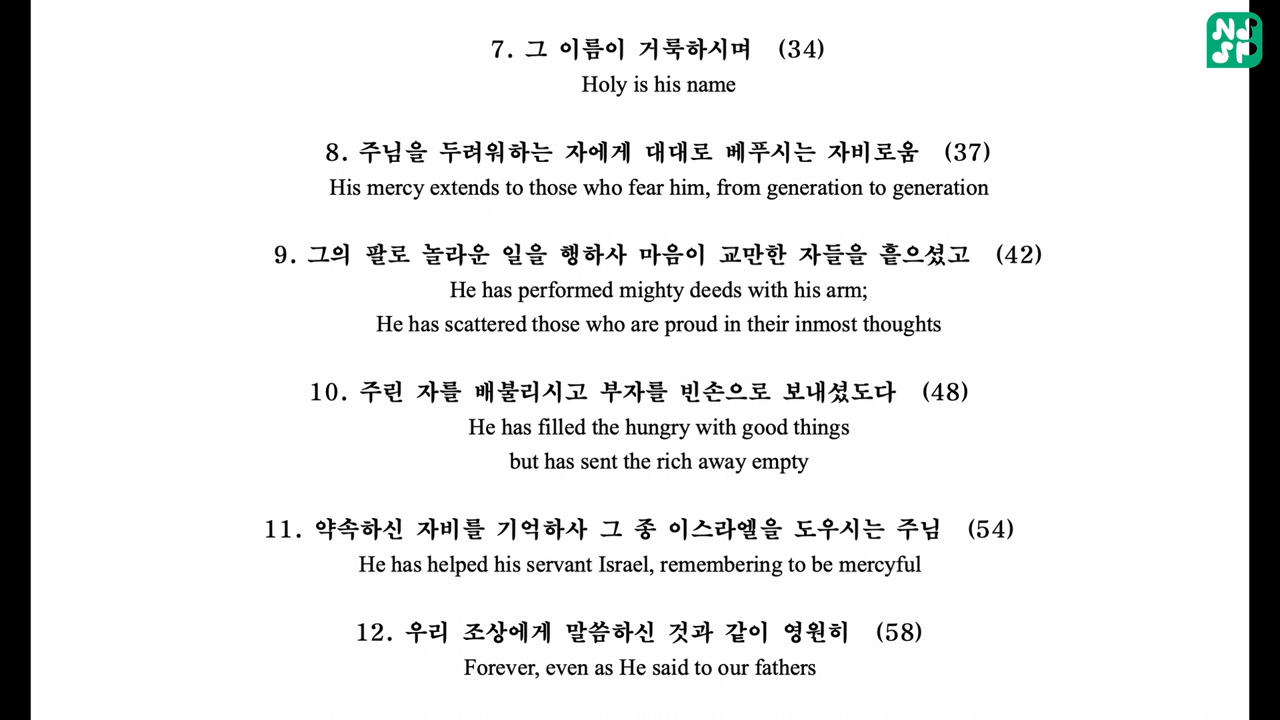 NJ
SP
7. 그 이름이 거룩하시며 (34)
Holy is his name
8. 주님을 두려워하는 자에게 대대로 베푸시는 자비로움 (37)
His mercy extends to those who fear him, from generation to generation
9. 그의 팔로 놀라운 일을 행하사 마음이 교만한 자들을 흩으셨고 (42)
He has performed mighty deeds with his arm;
He has scattered those who are proud in their inmost thoughts
10. 주린 자를 배불리시고 부자를 빈손으로 보내셨도다 (48)
He has filled the hungry with good things
but has sent the rich away empty
11. 약속하신 자비를 기억하사 그 종 이스라엘을 도우시는 주님 (54)
He has helped his servant Israel, remembering to be mercyful
12. 우리 조상에게 말씀하신 것과 같이 영원히 (58)
Forever, even as He said to our fathers